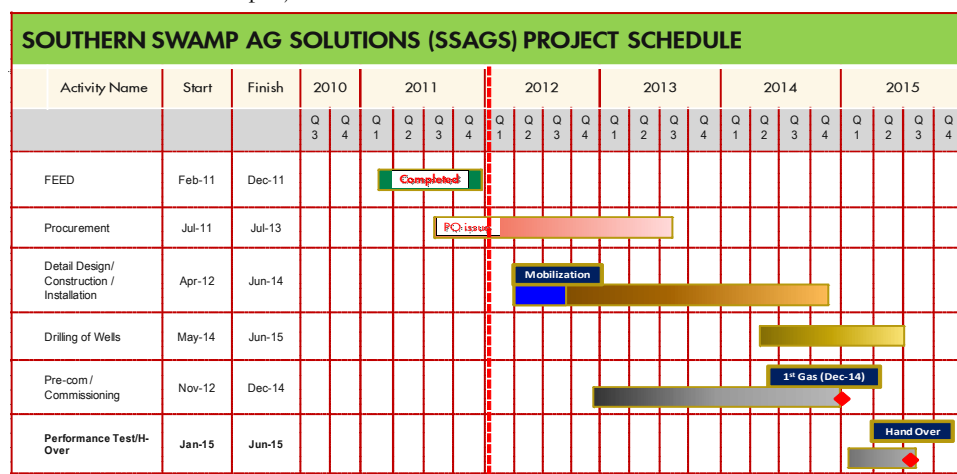 SOUTHERN SWAMP AG SOLUTIONS (SSAGS) PROJECT SCHEDULE
Activity Name Start Finish 2010 2011 2012 2013 2014 2015
Q Q Q Q Q Q Q Q Q Q Q Q Q Q Q Q Q Q Q Q Q Q
3 4 1 2 3 4 1 2 3 4 1 2 3 4 1 2 3 4 1 2 3 4
FEED Feb-11 Dec-11 Completed
Procurement Jul-11 Jul-13 PO issue
Detail Design/
Construction /
Installation
Apr-12 Jun-14 Mobilization
Drilling of Wells May-14 Jun-15
Pre-com /
Commissioning
Nov-12 Dec-14 1st Gas (Dec-14)
Performance Test/H-
Over
Jan-15 Jun-15 Hand Over